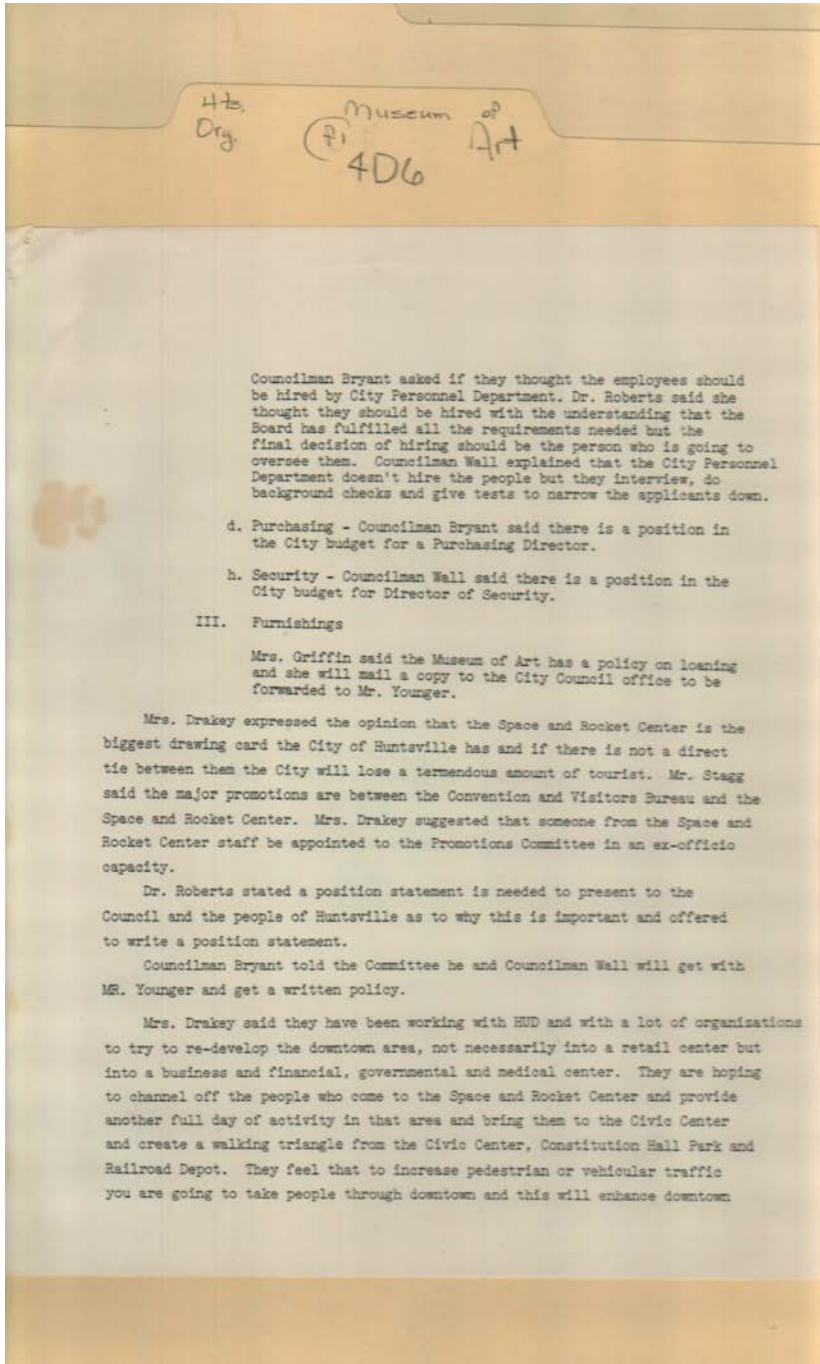 Hts. Museum of
Org. Art
4D6
Councilman Bryant asked if they thought the employees should
be hired by City Personnel Department. Dr. Roberts said she
thought they should be hired with the understanding that the
Board has fulfilled all the requirements needed but the
final decision of hiring should be the person who is going to
oversee them. Councilman Wall explained that the City Personnel
Department doesn't hire the people but they interview, do
background checks and give tests to narrow the applicants down.
d. Purchasing - Councilman Bryant said there is a position in
the City budget for a Purchasing Director.
h. Security - Councilman Wall said there is a position in the
City budget for Director of Security.
III. Furnishings
Mrs. Griffin said the Museum of Art has a policy on loaning
and she will mail a copy to the City Council office to be
forwarded to Mr. Younger.
Mrs. Drakey expressed the opinion that the Space and Rocket Center is the
biggest drawing card the City of Huntsville has and if there is not a direct
tie between them the City will lose a termendous amount of tourist. Mr. Stagg
said the major promotions are between the Convention and Visitors Bureau and the
Space and Rocket Center. Mrs. Drakey suggested that someone from the Space and
Rocket Center staff be appointed to the Promotions Committee in an ex-officio
capacity.
Dr. Roberts stated a position statement is needed to present to the
Council and the people of Huntsville as to why this is important and offered
to write a position statement.
Councilman Bryant told the Committee he and Councilman Wall will get with
MR. Younger and get a written policy.
Mrs. Drakey said they have been working with HUD and with a lot of organizations
to try to re-develop the downtown area, not necessarily into a retail center but
into a business and financial, governmental and medical center. They are hoping
to channel off the people who come to the Space and Rocket Center and provide
another full day of activity in that area and bring them to the Civic Center
and create a walking triangle from the Civic Center, Constitution Hall Park and
Railroad Depot. They feel that to increase pedestrian or vehicular traffic
you are going to take people through downtown and this will enhance downtown